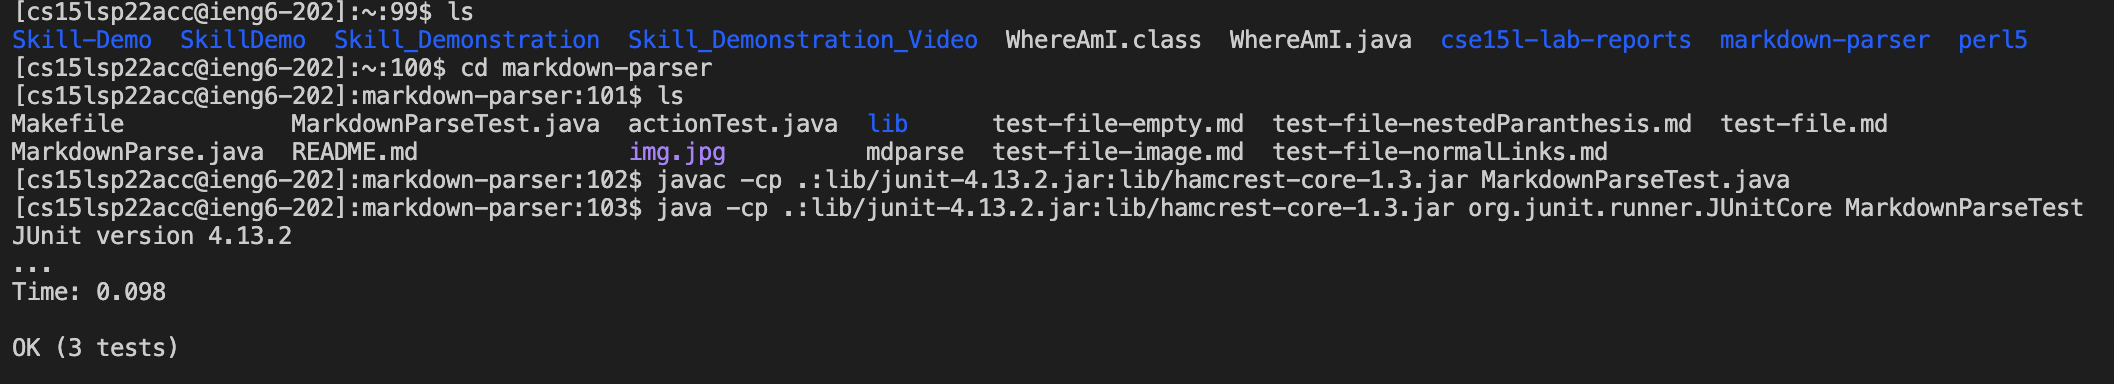 [cs15lsp22acc@ieng6-202]:~:99$ ls
Skill-Demo  SkillDemo  Skill_Demonstration  Skill_Demonstration_Video  WhereAmI.class  WhereAmI.java  cse15l-lab-reports  markdown-parser  perl5
[cs15lsp22acc@ieng6-202]:~:100$ cd markdown-parser
[cs15lsp22acc@ieng6-202]:markdown-parser:101$ ls
Makefile            MarkdownParseTest.java  actionTest.java  lib      test-file-empty.md  test-file-nestedParanthesis.md  test-file.md
MarkdownParse.java  README.md               img.jpg          mdparse  test-file-image.md  test-file-normalLinks.md
[cs15lsp22acc@ieng6-202]:markdown-parser:102$ javac -cp .:lib/junit-4.13.2.jar:lib/hamcrest-core-1.3.jar MarkdownParseTest.java
[cs15lsp22acc@ieng6-202]:markdown-parser:103$ java -cp .:lib/junit-4.13.2.jar:lib/hamcrest-core-1.3.jar org.junit.runner.JUnitCore MarkdownParseTest
JUnit version 4.13.2
...
Time: 0.098
OK (3 tests)